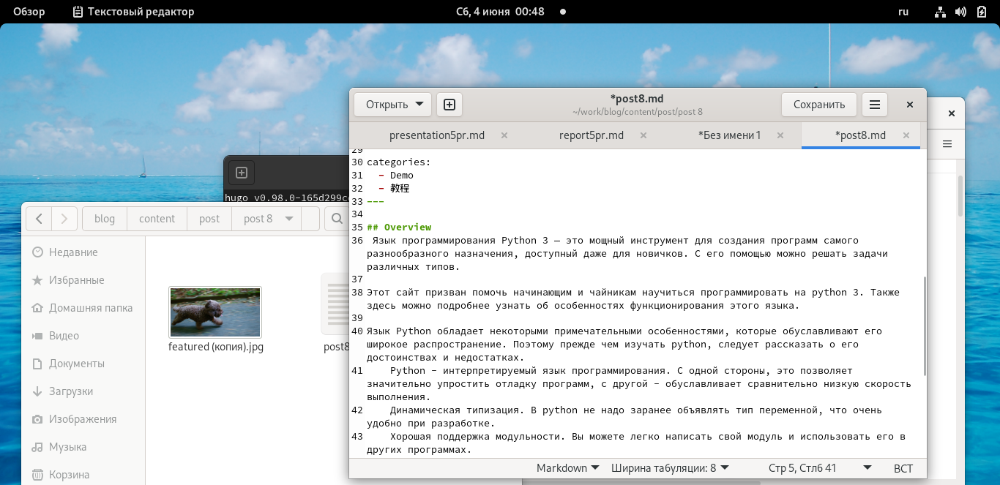 Обзор
Текстовый редактор
Сб, 4 июня 00:48
ru
*post8.md
~/work/blog/content/post/post 8
Открыть
Сохранить
presentation5pr.md
report5pr.md
*Без имени 1
*post8.md
29
30 categories:
31 - Demo
32 - 教程
33 ---
34
35 ## Overview
36 Язык программирования Python 3 — это мощный инструмент для создания программ самого
разнообразного назначения, доступный даже для новичков. С его помощью можно решать задачи
различных типов.
37
38 Этот сайт призван помочь начинающим и чайникам научиться программировать на python 3. Также
здесь можно подробнее узнать об особенностях функционирования этого языка.
39
40 Язык Python обладает некоторыми примечательными особенностями, которые обуславливают его
широкое распространение. Поэтому прежде чем изучать python, следует рассказать о его
достоинствах и недостатках.
41 Python - интерпретируемый язык программирования. С одной стороны, это позволяет
значительно упростить отладку программ, с другой - обуславливает сравнительно низкую скорость
выполнения.
42 Динамическая типизация. В python не надо заранее объявлять тип переменной, что очень
удобно при разработке.
43 Хорошая поддержка модульности. Вы можете легко написать свой модуль и использовать его в
других программах.
Markdown
Ширина табуляции: 8
Стр 5, Стлб 41
ВСТ
hugo v0.98.0-165d299c
blog
content
post
post 8
Недавние
Избранные
Домашняя папка
Видео
Документы
Загрузки
Изображения
Музыка
Корзина
featured (копия).jpg
post8